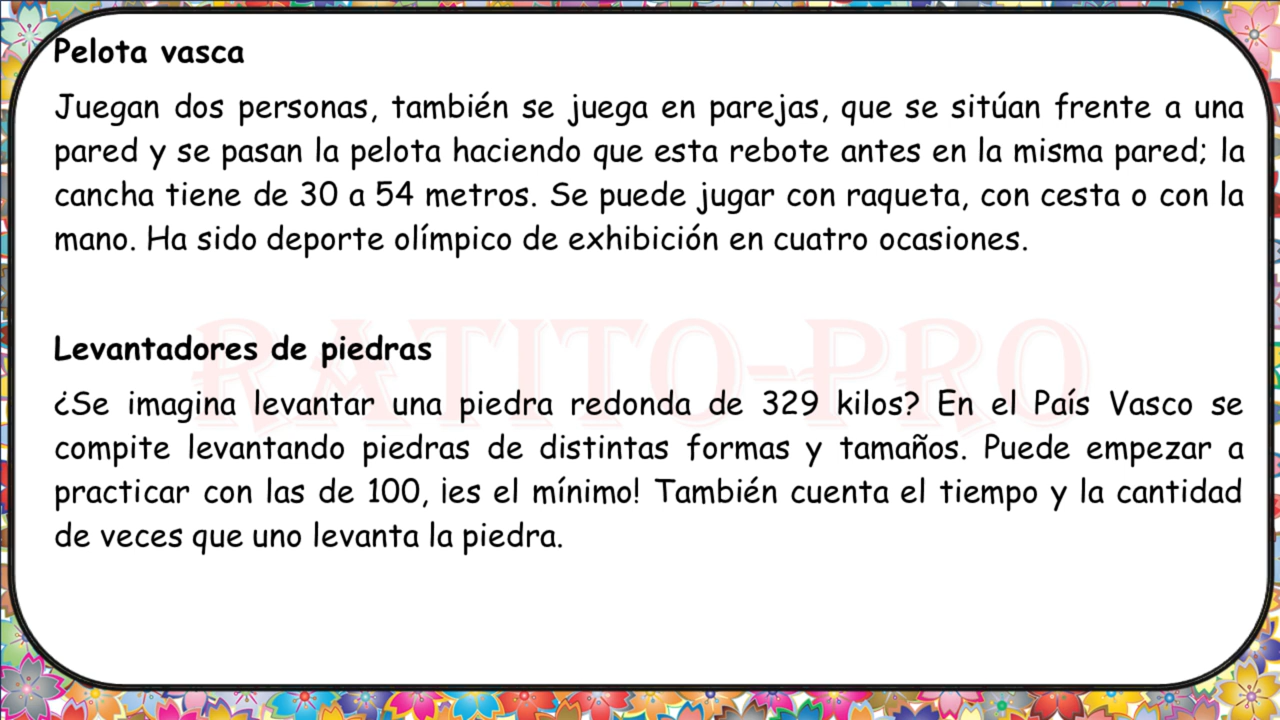 Pelota vasca
Juegan dos personas, también se juega en parejas, que se sitúan frente a una
pared y se pasan la pelota haciendo que esta rebote antes en la misma pared; la
cancha tiene de 30 a 54 metros. Se puede jugar con raqueta, con cesta o con la
mano. Ha sido deporte olímpico de exhibición en cuatro ocasiones.
RATITO-PRO
Levantadores de piedras
¿Se imagina levantar una piedra redonda de 329 kilos? En el País Vasco se
compite levantando piedras de distintas formas y tamaños. Puede empezar a
practicar con las de 100, ¡es el mínimo! También cuenta el tiempo y la cantidad
de veces que uno levanta la piedra.